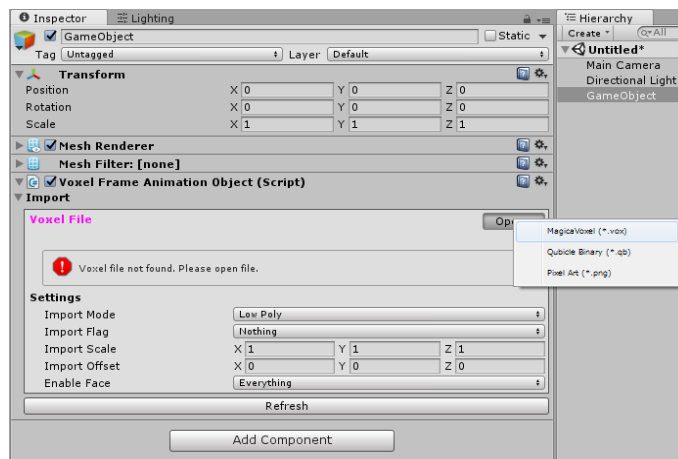 Inspector Lighting
GameObject Static
Tag Untagged Layer Default
Transform
Position X 0 Y 0 Z 0
Rotation X 0 Y 0 Z 0
Scale X 1 Y 1 Z 1
Mesh Renderer
Mesh Filter: [none]
Voxel Frame Animation Object (Script)
Import
Voxel File
Voxel file not found. Please open file.
Settings
Import Mode Low Poly
Import Flag Nothing
Import Scale X 1 Y 1 Z 1
Import Offset X 0 Y 0 Z 0
Enable Face Everything
Refresh
Add Component
MagicaVoxel (*.vox)
Qubicle Binary (*.qb)
Pixel Art (*.png)
Hierarchy
Create All
Untitled*
Main Camera
Directional Light
GameObject